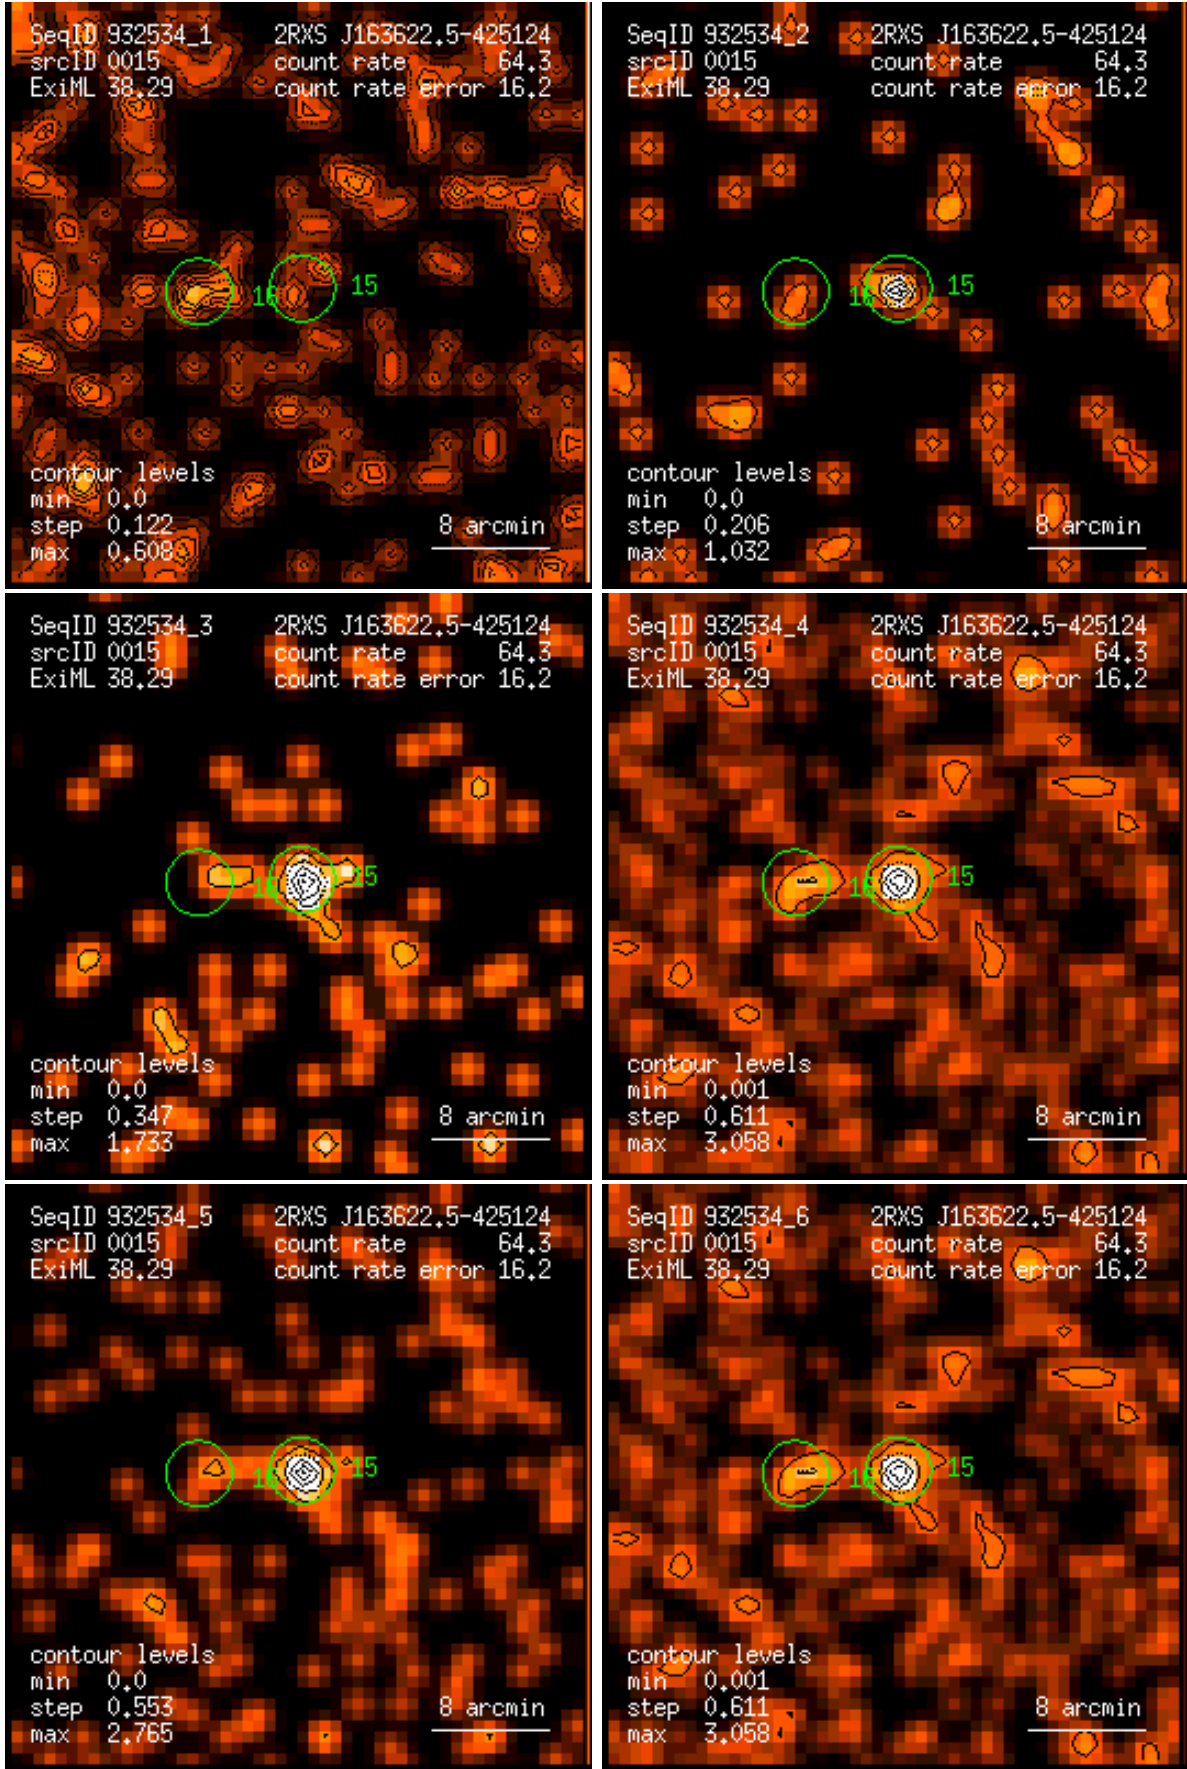 SeqID 932534_1 2RXS J163622.5-425124
srcID 0015 count rate 64.3
ExiML 38.29 count rate error 16.2
16 15
contour levels
min 0.0
step 0.122 8 arcmin
max 0.608
SeqID 932534_2 2RXS J163622.5-425124
srcID 0015 count rate 64.3
ExiML 38.29 count rate error 16.2
16 15
contour levels
min 0.0
step 0.206 8 arcmin
max 1.032
SeqID 932534_3 2RXS J163622.5-425124
srcID 0015 count rate 64.3
ExiML 38.29 count rate error 16.2
16 15
contour levels
min 0.0
step 0.347 8 arcmin
max 1.733
SeqID 932534_4 2RXS J163622.5-425124
srcID 0015 count rate 64.3
ExiML 38.29 count rate error 16.2
16 15
contour levels
min 0.001
step 0.611 8 arcmin
max 3.058
SeqID 932534_5 2RXS J163622.5-425124
srcID 0015 count rate 64.3
ExiML 38.29 count rate error 16.2
16 15
contour levels
min 0.0
step 0.553 8 arcmin
max 2.765
SeqID 932534_6 2RXS J163622.5-425124
srcID 0015 count rate 64.3
ExiML 38.29 count rate error 16.2
16 15
contour levels
min 0.001
step 0.611 8 arcmin
max 3.058